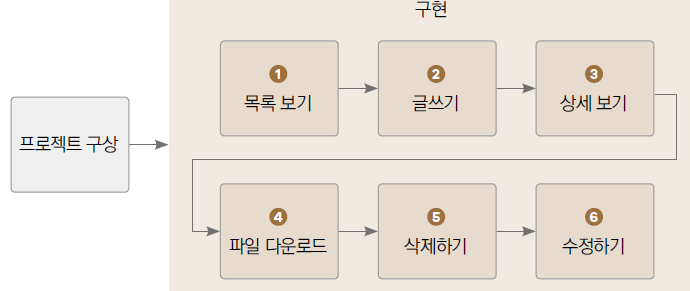 구현
프로젝트 구상
1
목록 보기
2
글쓰기
3
상세 보기
4
파일 다운로드
5
삭제하기
6
수정하기